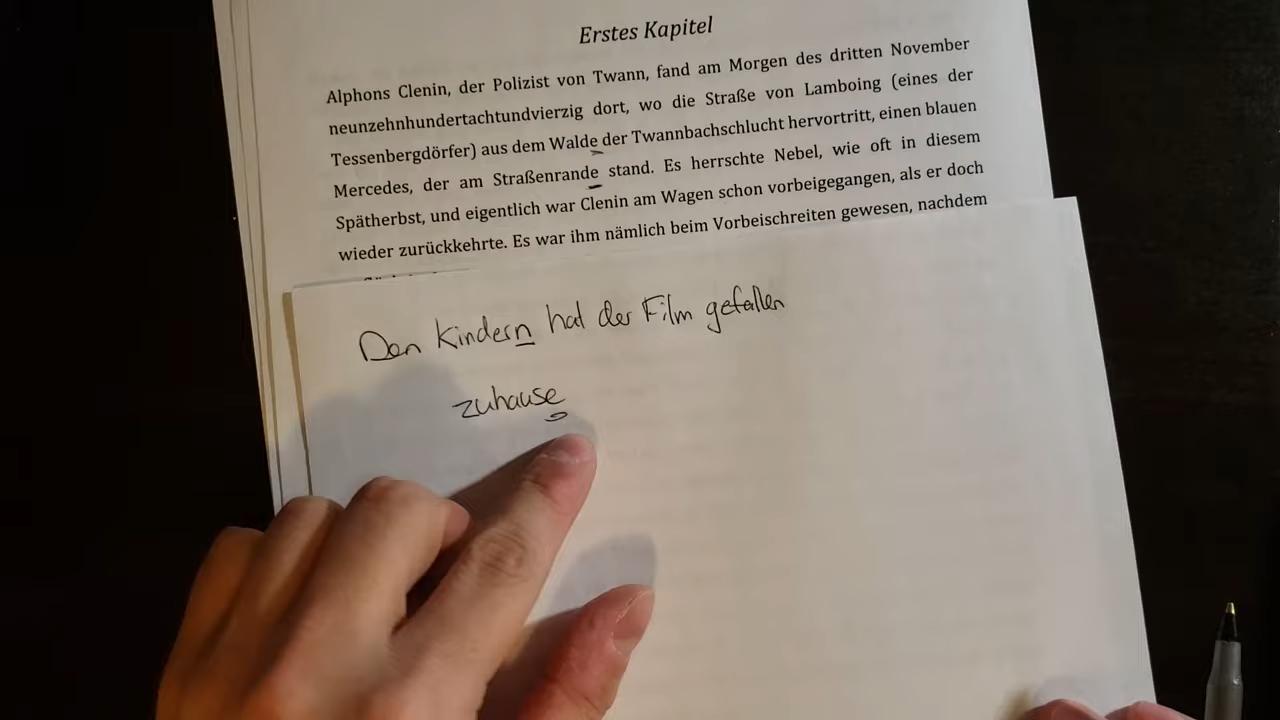 Erstes Kapitel
Alphons Clenin, der Polizist von Twann, fand am Morgen des dritten November
neunzehnhundertachtundvierzig dort, wo die Straße von Lamboing (eines der
Tessenbergdörfer) aus dem Walde der Twannbachschlucht hervortritt, einen blauen
Mercedes, der am Straßenrande stand. Es herrschte Nebel, wie oft in diesem
Spätherbst, und eigentlich war Clenin am Wagen schon vorbeigegangen, als er doch
wieder zurückkehrte. Es war ihm nämlich beim Vorbeischreiten gewesen, nachdem
Den Kindern hat der Film gefallen
zuhause